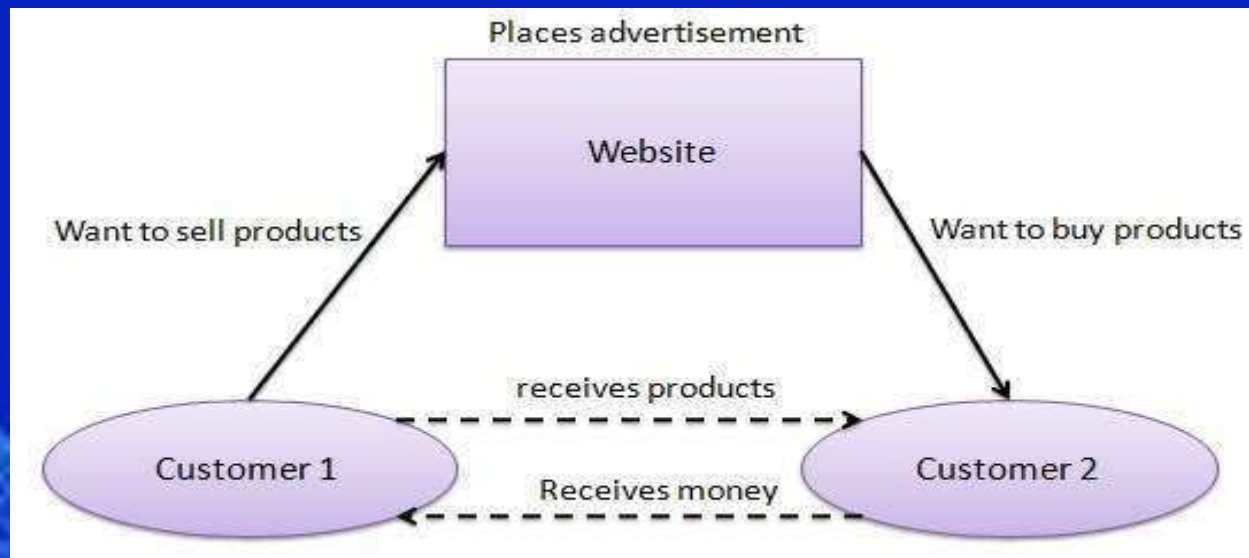 Places advertisement
Website
Want to sell products
Want to buy products
receives products
Customer 1
Customer 2
Receives money